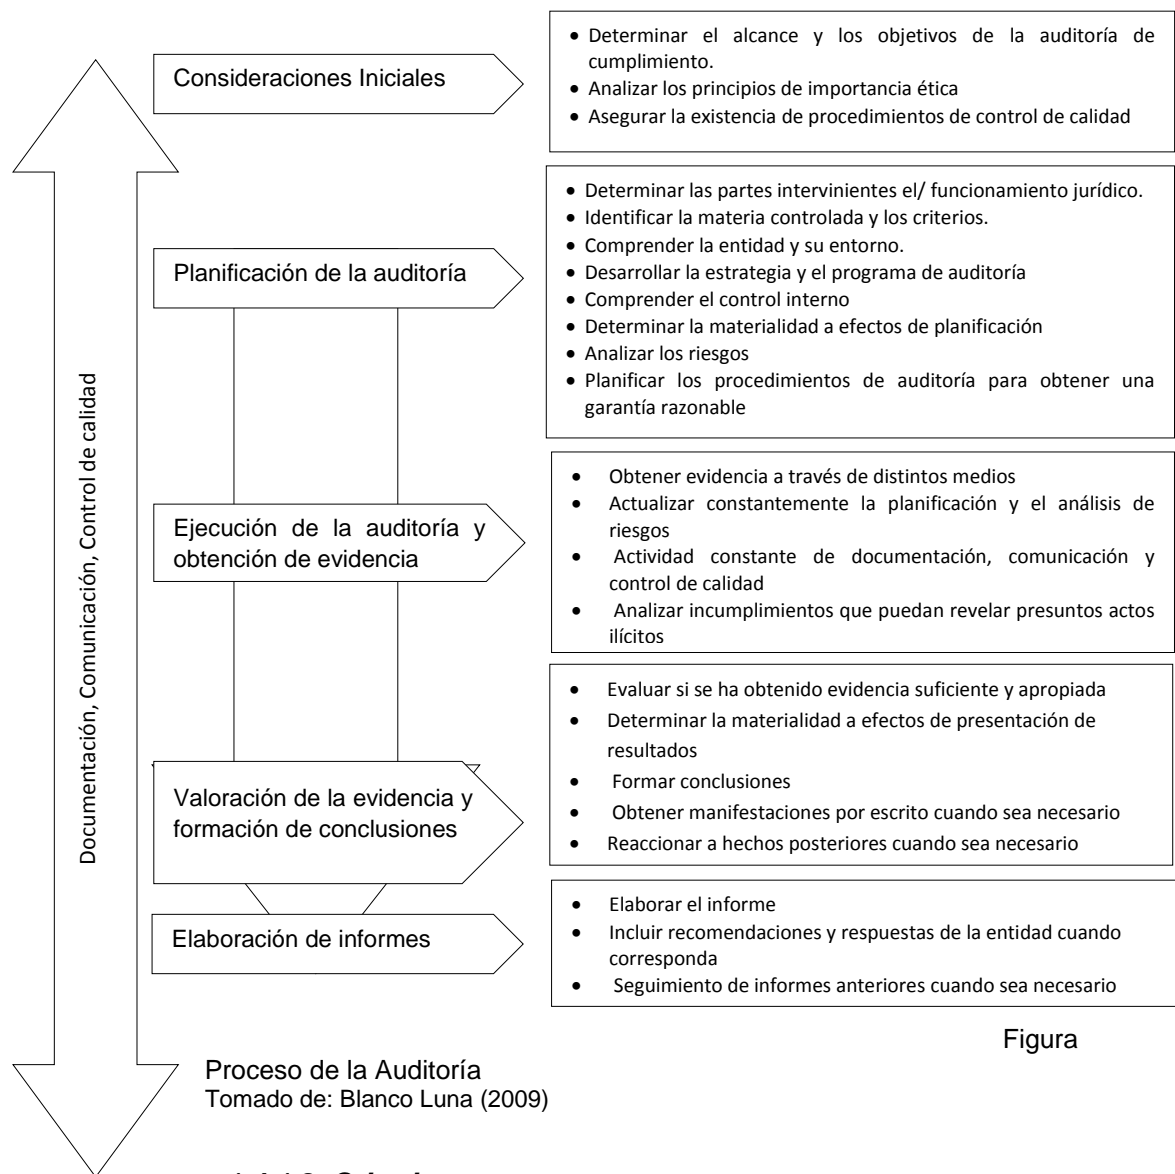 Documentación, Comunicación, Control de calidad
Consideraciones Iniciales
• Determinar el alcance y los objetivos de la auditoría de
cumplimiento.
• Analizar los principios de importancia ética
• Asegurar la existencia de procedimientos de control de calidad
Planificación de la auditoría
• Determinar las partes intervinientes el/ funcionamiento jurídico.
• Identificar la materia controlada y los criterios.
• Comprender la entidad y su entorno.
• Desarrollar la estrategia y el programa de auditoría
• Comprender el control interno
• Determinar la materialidad a efectos de planificación
• Analizar los riesgos
• Planificar los procedimientos de auditoría para obtener una
garantía razonable
Ejecución de la auditoría y
obtención de evidencia
• Obtener evidencia a través de distintos medios
• Actualizar constantemente la planificación y el análisis de
riesgos
• Actividad constante de documentación, comunicación y
control de calidad
• Analizar incumplimientos que puedan revelar presuntos actos
ilícitos
Valoración de la evidencia y
formación de conclusiones
• Evaluar si se ha obtenido evidencia suficiente y apropiada
• Determinar la materialidad a efectos de presentación de
resultados
• Formar conclusiones
• Obtener manifestaciones por escrito cuando sea necesario
• Reaccionar a hechos posteriores cuando sea necesario
Elaboración de informes
• Elaborar el informe
• Incluir recomendaciones y respuestas de la entidad cuando
corresponda
• Seguimiento de informes anteriores cuando sea necesario
Figura
Proceso de la Auditoría
Tomado de: Blanco Luna (2009)